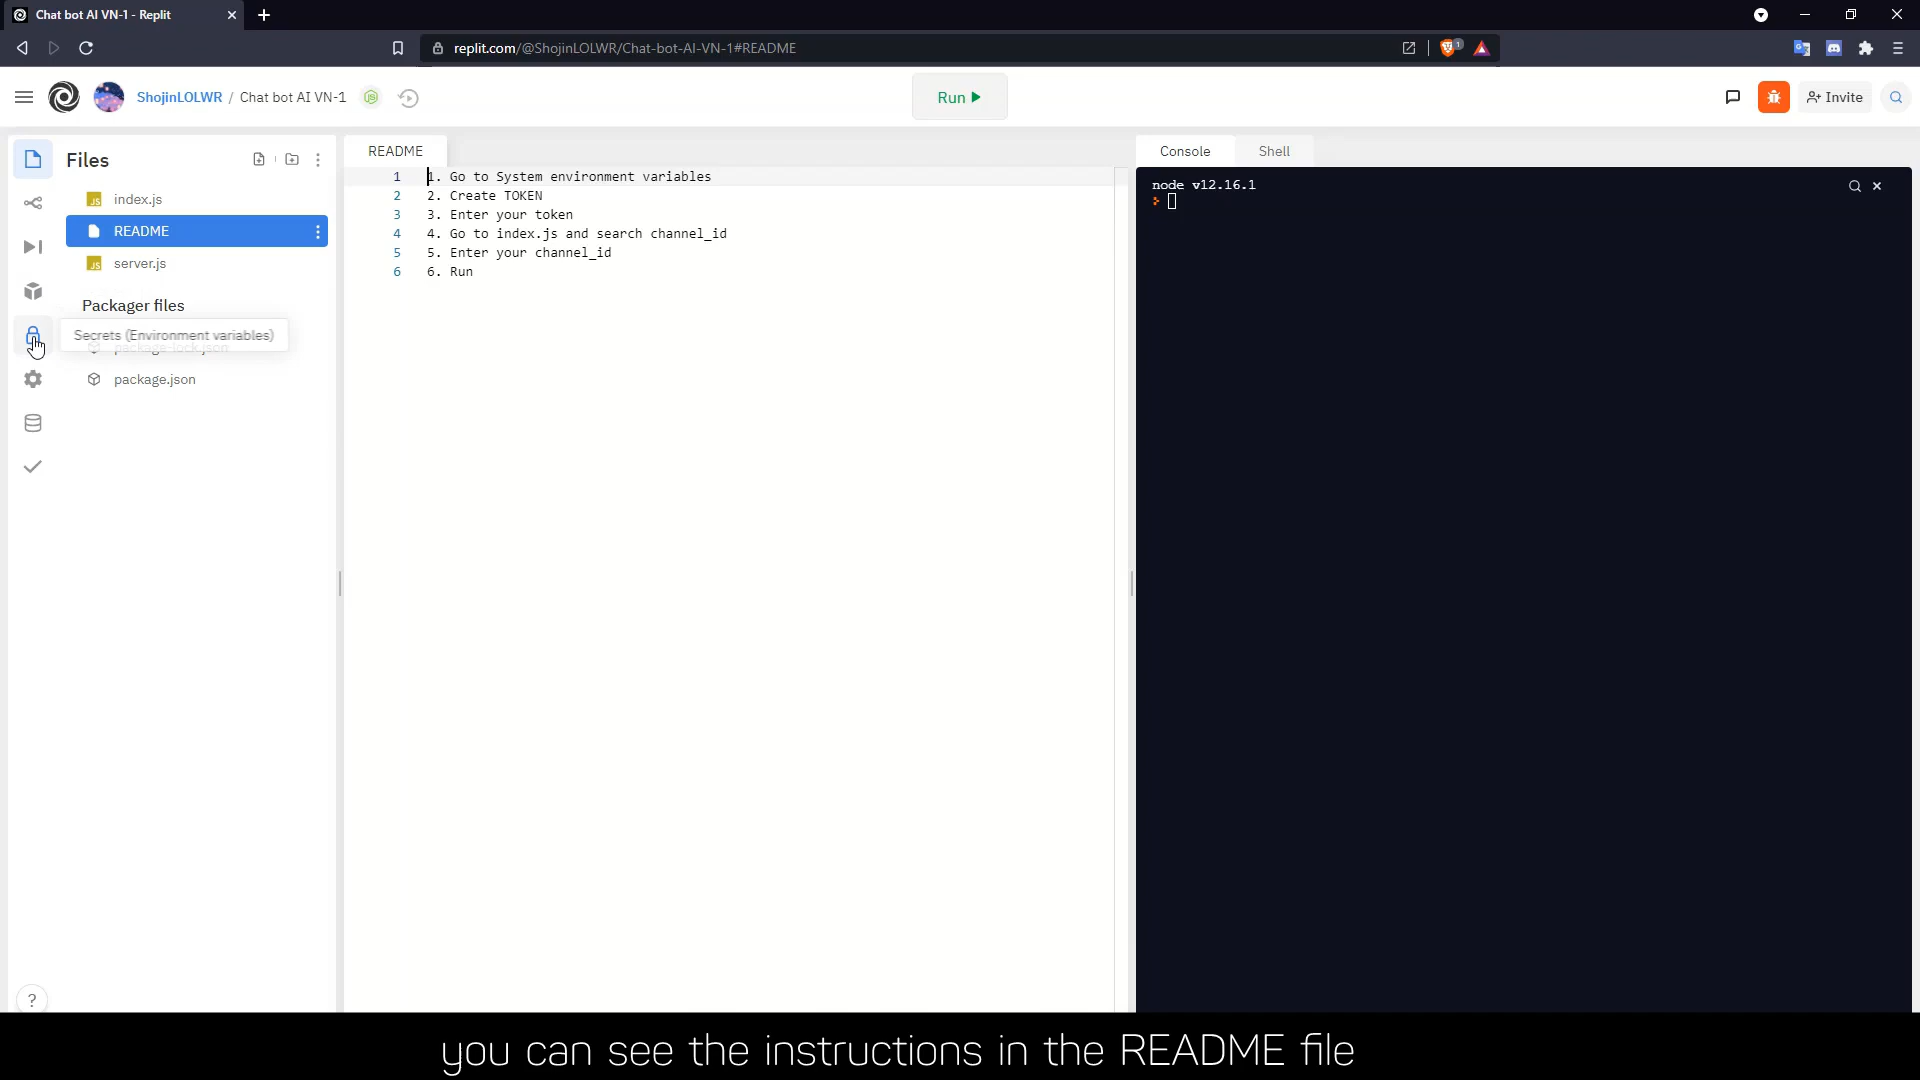 Chat bot AI VN-1 - Replit
replit.com/@ShojinLOLWR/Chat-bot-AI-VN-1#README
1
ShojinLOLWR / Chat bot AI VN-1
Run
Invite
Files
index.js
README
server.js
Packager files
Secrets (Environment variables)
package-lock.json
package.json
?
README
1 1. Go to System environment variables
2 2. Create TOKEN
3 3. Enter your token
4 4. Go to index.js and search channel_id
5 5. Enter your channel_id
6 6. Run
Console
Shell
node v12.16.1
you can see the instructions in the README file